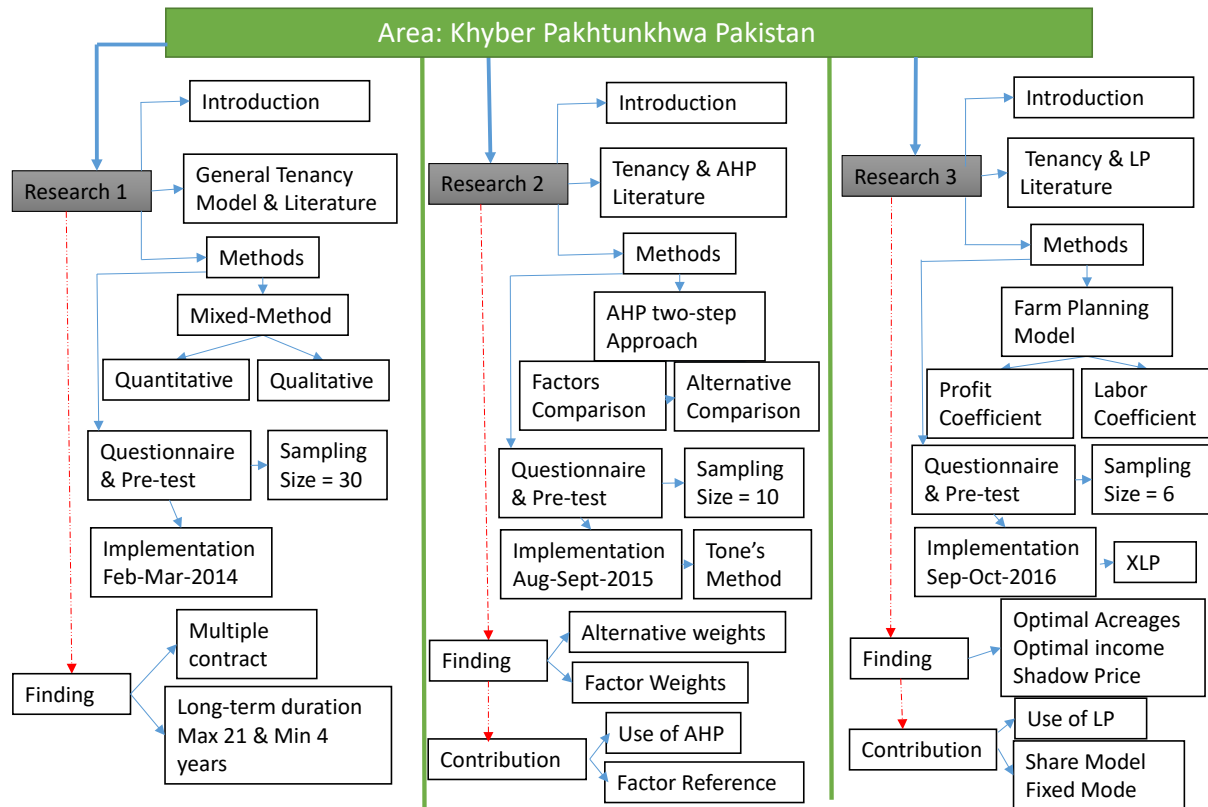 Area: Khyber Pakhtunkhwa Pakistan
Research 1
Introduction
General Tenancy
Model & Literature
Methods
Mixed-Method
Quantitative
Qualitative
Questionnaire
& Pre-test
Sampling
Size = 30
Implementation
Feb-Mar-2014
Finding
Multiple
contract
Long-term duration
Max 21 & Min 4
years
Research 2
Introduction
Tenancy & AHP
Literature
Methods
AHP two-step
Approach
Factors
Comparison
Alternative
Comparison
Questionnaire
& Pre-test
Sampling
Size = 10
Implementation
Aug-Sept-2015
Tone's
Method
Finding
Alternative weights
Factor Weights
Contribution
Use of AHP
Factor Reference
Research 3
Introduction
Tenancy & LP
Literature
Methods
Farm Planning
Model
Profit
Coefficient
Labor
Coefficient
Questionnaire
& Pre-test
Sampling
Size = 6
Implementation
Sep-Oct-2016
XLP
Finding
Optimal Acreages
Optimal income
Shadow Price
Contribution
Use of LP
Share Model
Fixed Mode